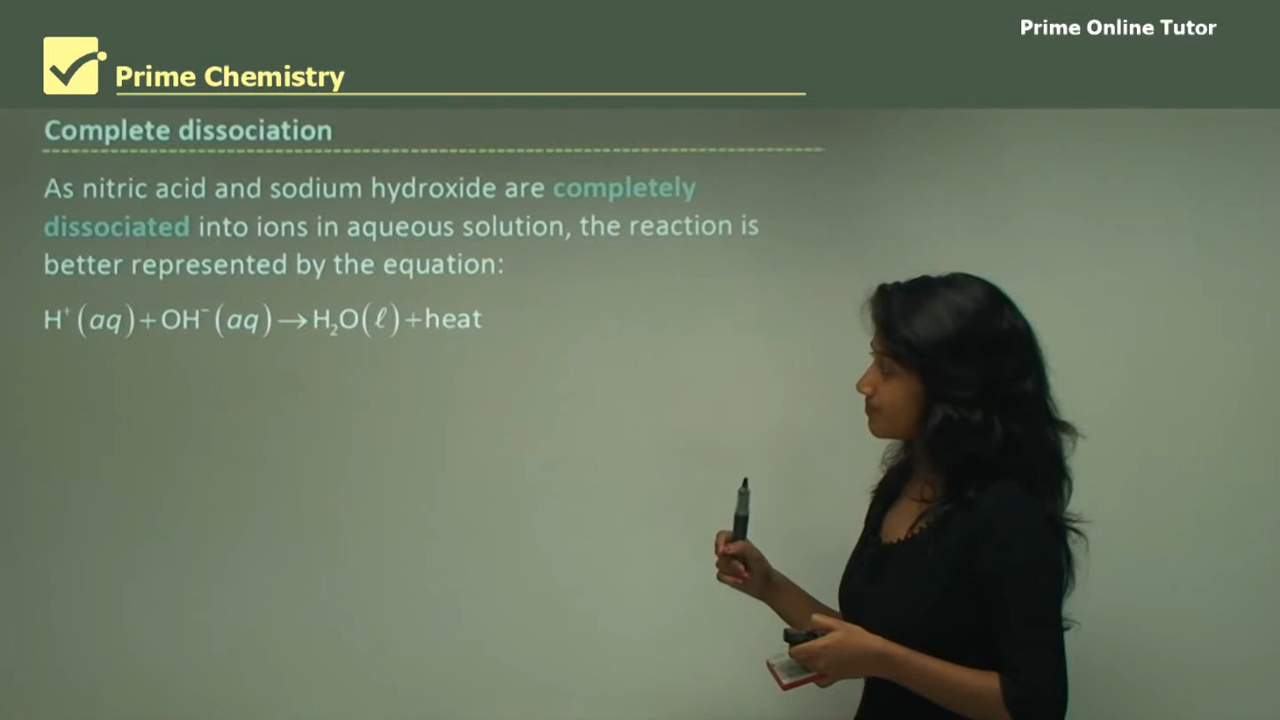 Prime Online Tutor
Prime Chemistry
Complete dissociation
As nitric acid and sodium hydroxide are completely
dissociated into ions in aqueous solution, the reaction is
better represented by the equation:
H⁺(aq)+OH⁻(aq)→H₂O(ℓ)+heat